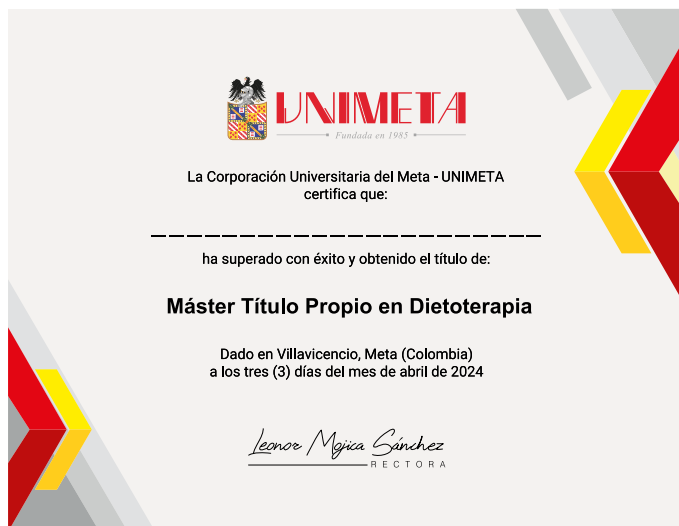 UNIMETA
Fundada en 1985
La Corporación Universitaria del Meta - UNIMETA
certifica que:
ha superado con éxito y obtenido el título de:
Máster Título Propio en Dietoterapia
Dado en Villavicencio, Meta (Colombia)
a los tres (3) días del mes de abril de 2024
Leonor Mojica Sánchez
RECTORA